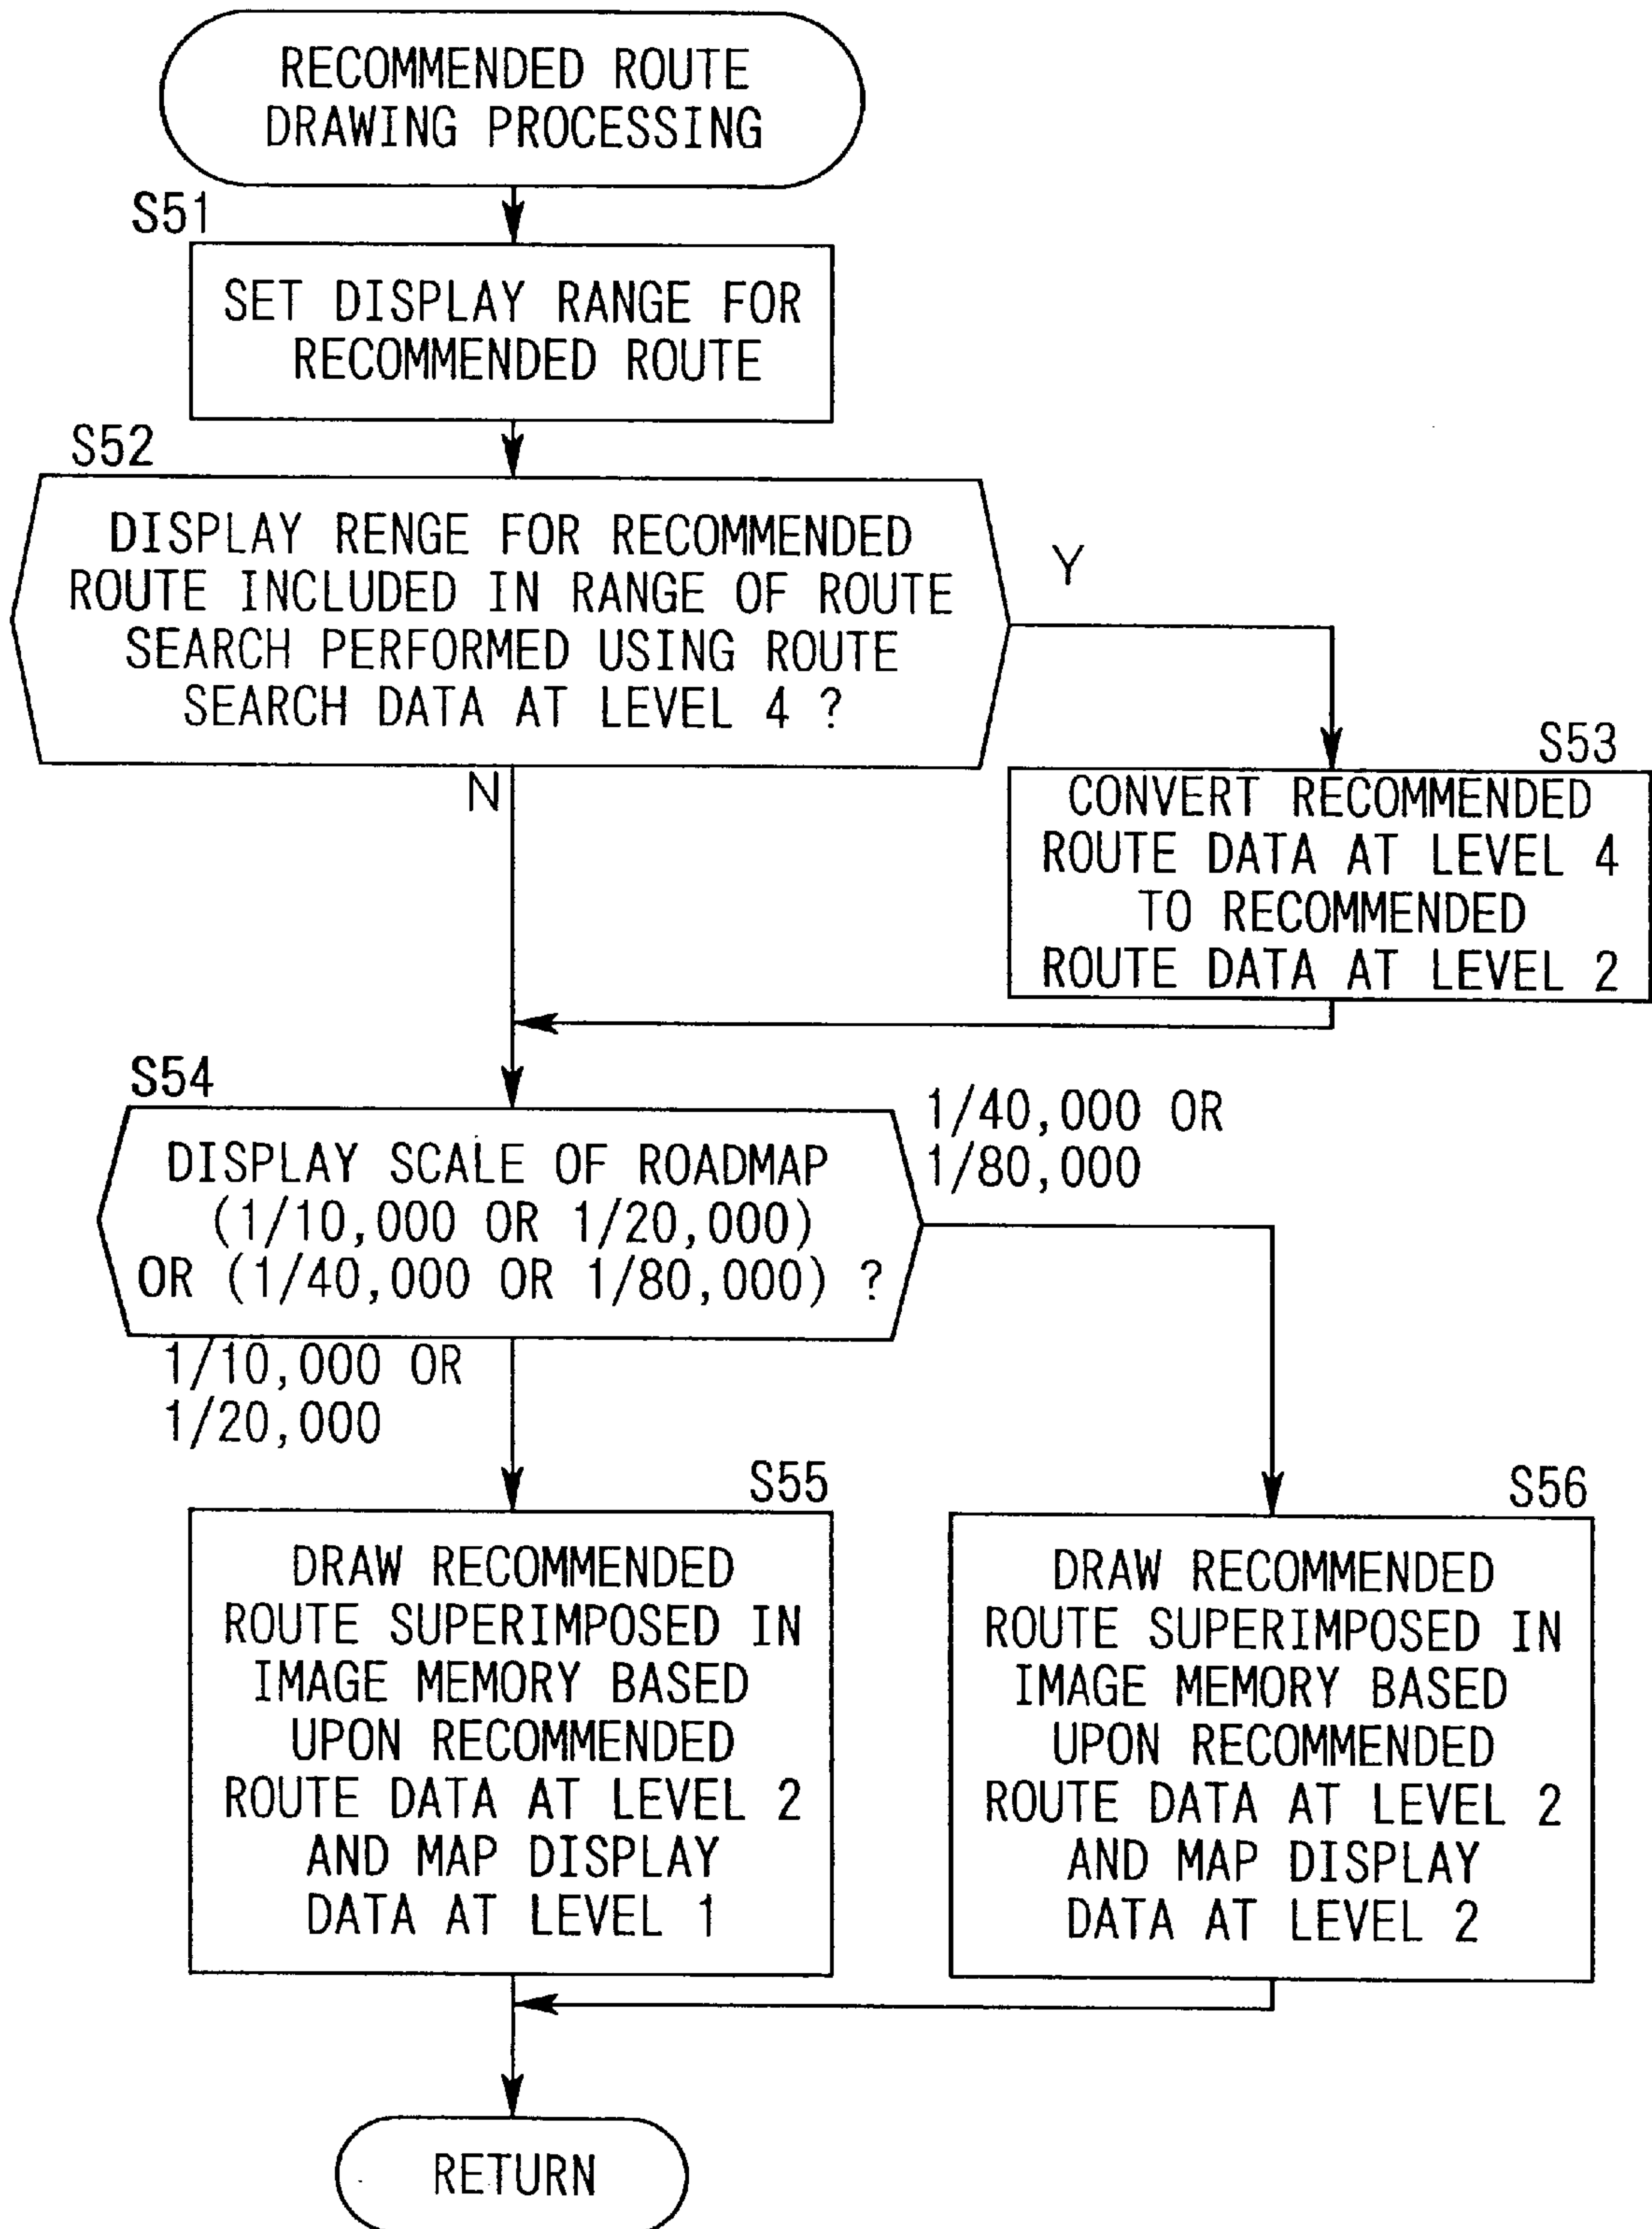 RECOMMENDED ROUTE
DRAWING PROCESSING
S51
SET DISPLAY RANGE FOR
RECOMMENDED ROUTE
S52
DISPLAY RENGE FOR RECOMMENDED
ROUTE INCLUDED IN RANGE OF ROUTE
SEARCH PERFORMED USING ROUTE
SEARCH DATA AT LEVEL 4 ?
Y
N
S53
CONVERT RECOMMENDED
ROUTE DATA AT LEVEL 4
TO RECOMMENDED
ROUTE DATA AT LEVEL 2
S54
DISPLAY SCALE OF ROADMAP
(1/10,000 OR 1/20,000)
OR (1/40,000 OR 1/80,000) ?
1/40,000 OR
1/80,000
1/10,000 OR
1/20,000
S55
DRAW RECOMMENDED
ROUTE SUPERIMPOSED IN
IMAGE MEMORY BASED
UPON RECOMMENDED
ROUTE DATA AT LEVEL 2
AND MAP DISPLAY
DATA AT LEVEL 1
S56
DRAW RECOMMENDED
ROUTE SUPERIMPOSED IN
IMAGE MEMORY BASED
UPON RECOMMENDED
ROUTE DATA AT LEVEL 2
AND MAP DISPLAY
DATA AT LEVEL 2
RETURN